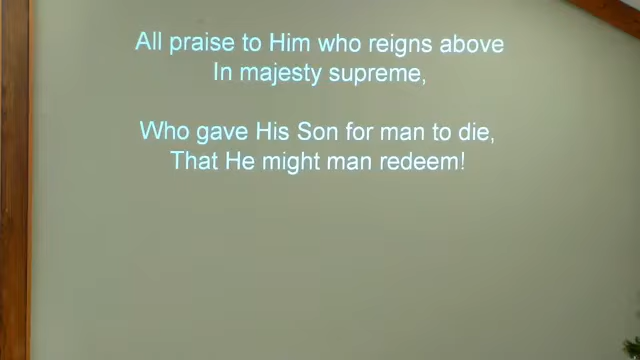 All praise to Him who reigns above
In majesty supreme,
Who gave His Son for man to die,
That He might man redeem!